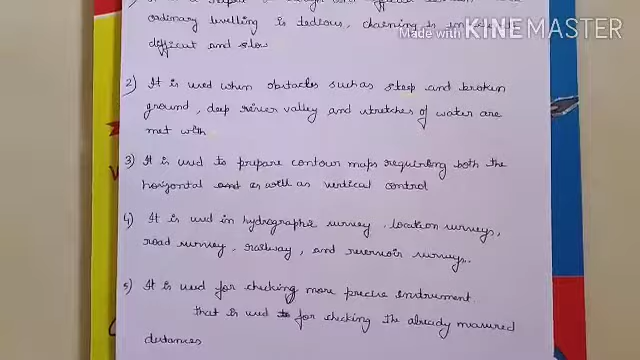 ordinary levelling is tedious, chaining is
difficult and slow
Made with KINEMASTER
2) It is used when obstacles such as steep and broken
ground, deep river valley and stretches of water are
met with
3) It is used to prepare contour maps requiring both the
horizontal as well as vertical control
4) It is used in hydrographic survey, location surveys,
road survey, railway, and reservoir surveys.
5) It is used for checking more precise instrument.
That is used for checking the already measured
distances